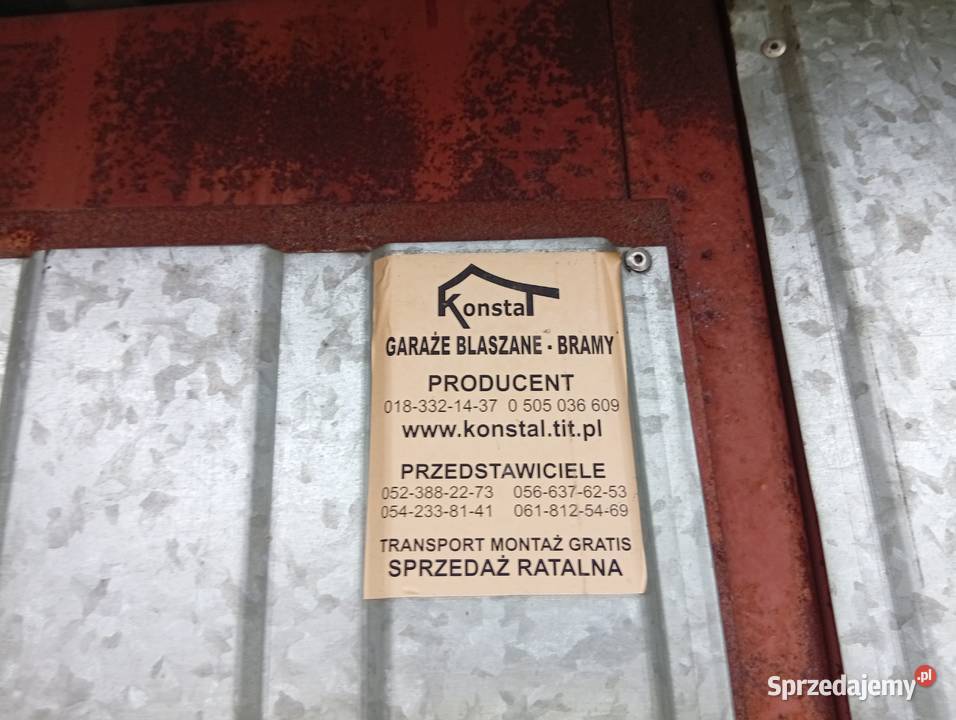 Konstal
GARAŻE BLASZANE - BRAMY
PRODUCENT
018-332-14-37 0 505 036 609
www.konstal.tit.pl
PRZEDSTAWICIELE
052-388-22-73 056-637-62-53
054-233-81-41 061-812-54-69
TRANSPORT MONTAŻ GRATIS
SPRZEDAŻ RATALNA
Sprzedajemy.pl